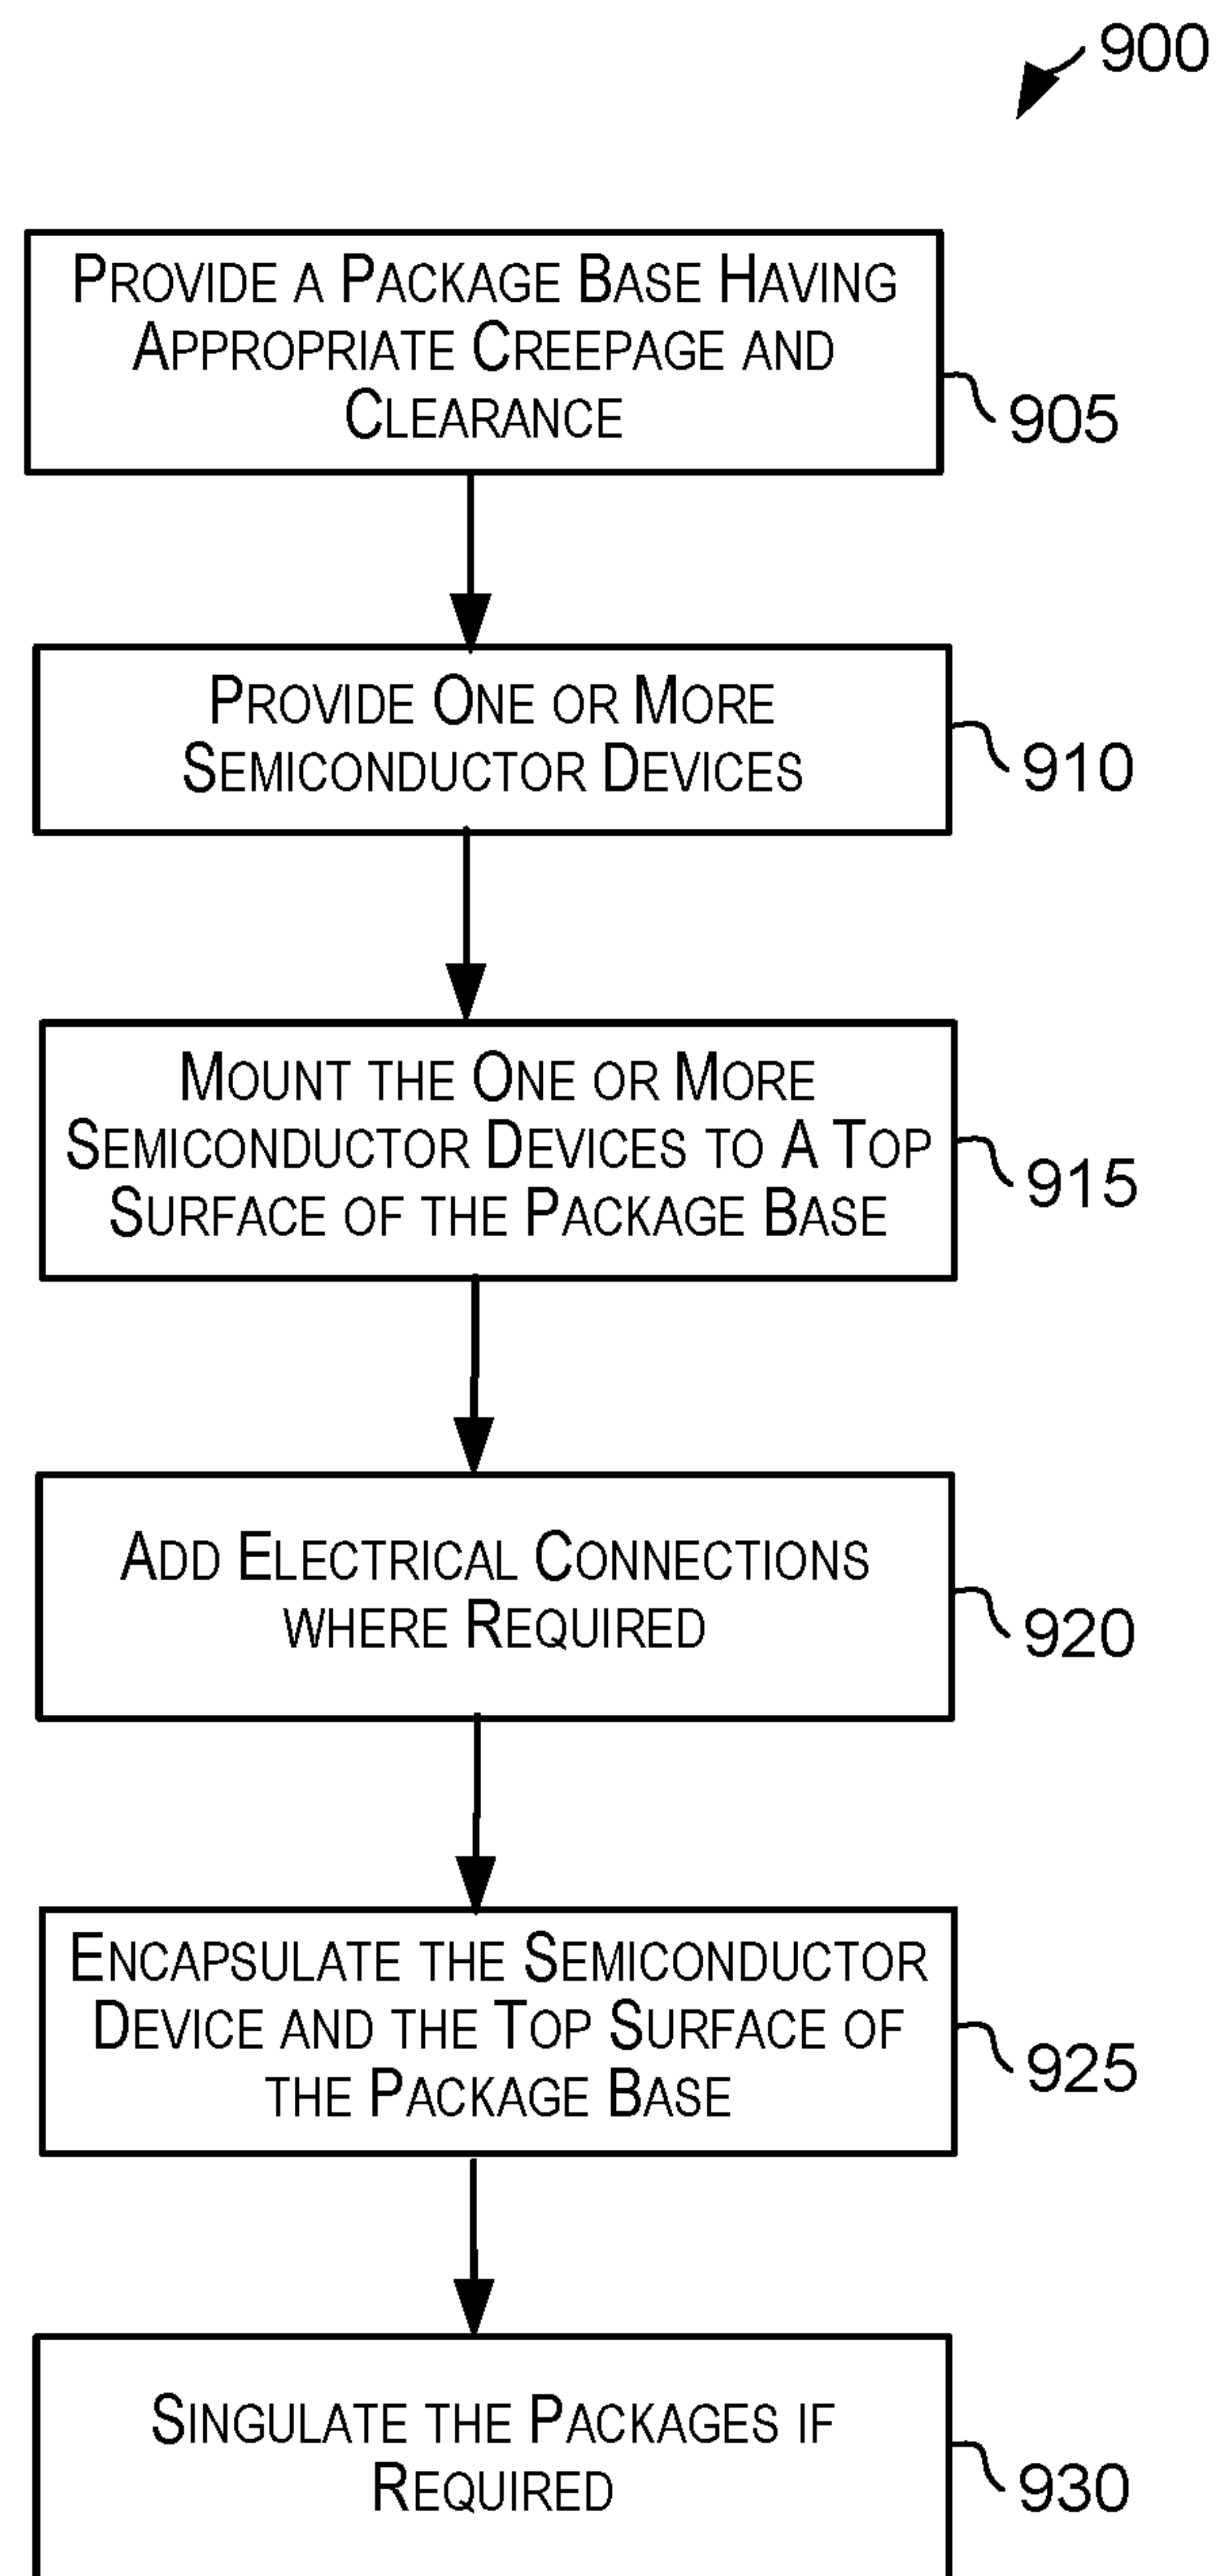 900
PROVIDE A PACKAGE BASE HAVING
APPROPRIATE CREEPAGE AND
CLEARANCE
905
PROVIDE ONE OR MORE
SEMICONDUCTOR DEVICES
910
MOUNT THE ONE OR MORE
SEMICONDUCTOR DEVICES TO A TOP
SURFACE OF THE PACKAGE BASE
915
ADD ELECTRICAL CONNECTIONS
WHERE REQUIRED
920
ENCAPSULATE THE SEMICONDUCTOR
DEVICE AND THE TOP SURFACE OF
THE PACKAGE BASE
925
SINGULATE THE PACKAGES IF
REQUIRED
930